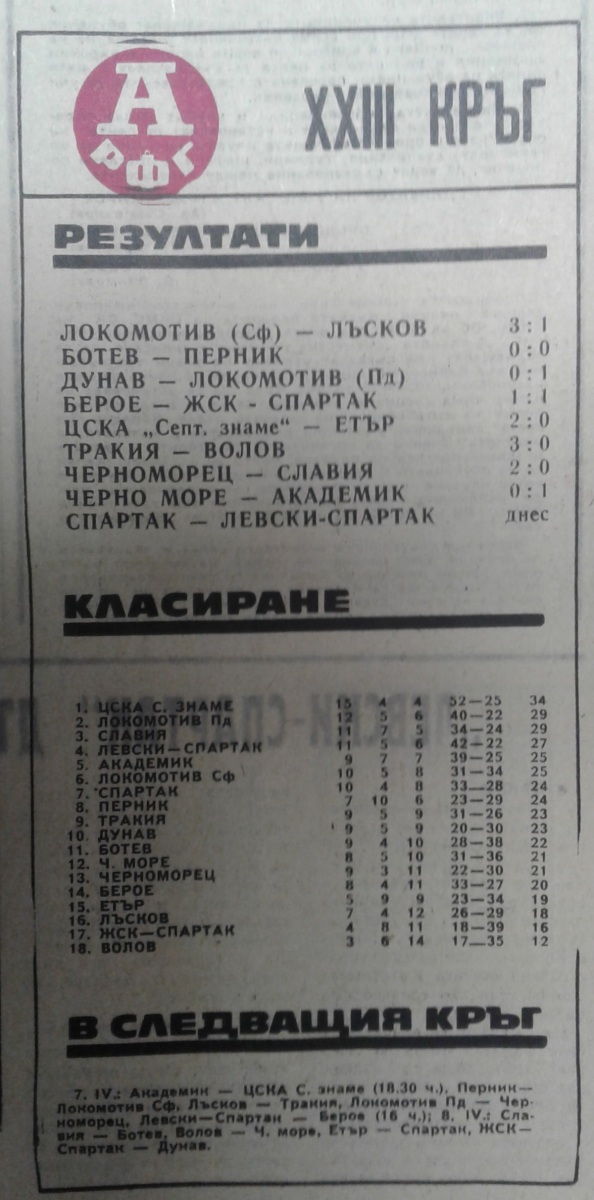 А
РФГ
XXIII КРЪГ
РЕЗУЛТАТИ
ЛОКОМОТИВ (Сф) — ЛЪСКОВ 3 : 1
БОТЕВ — ПЕРНИК 0 : 0
ДУНАВ — ЛОКОМОТИВ (Пд) 0 : 1
БЕРОЕ — ЖСК - СПАРТАК 1 : 1
ЦСКА „Септ. знаме“ — ЕТЪР 2 : 0
ТРАКИЯ — ВОЛОВ 3 : 0
ЧЕРНОМОРЕЦ — СЛАВИЯ 2 : 0
ЧЕРНО МОРЕ — АКАДЕМИК 0 : 1
СПАРТАК — ЛЕВСКИ-СПАРТАК днес
КЛАСИРАНЕ
1. ЦСКА С. ЗНАМЕ 15 4 4 52—25 34
2. ЛОКОМОТИВ Пд 12 5 6 40—22 29
3. СЛАВИЯ 11 7 5 34—24 29
4. ЛЕВСКИ—СПАРТАК 11 5 6 42—22 27
5. АКАДЕМИК 9 7 7 39—25 25
6. ЛОКОМОТИВ Сф 10 5 8 31—34 25
7. СПАРТАК 10 4 8 33—28 24
8. ПЕРНИК 7 10 6 23—29 24
9. ТРАКИЯ 9 5 9 31—26 23
10. ДУНАВ 9 5 9 20—30 23
11. БОТЕВ 9 4 10 28—38 22
12. Ч. МОРЕ 8 5 10 31—36 21
13. ЧЕРНОМОРЕЦ 9 3 11 22—30 21
14. БЕРОЕ 8 4 11 33—27 20
15. ЕТЪР 5 9 9 23—34 19
16. ЛЪСКОВ 7 4 12 26—29 18
17. ЖСК—СПАРТАК 4 8 11 18—39 16
18. ВОЛОВ 3 6 14 17—35 12
В СЛЕДВАЩИЯ КРЪГ
7. IV.: Академик — ЦСКА С. знаме (18.30 ч.), Перник—
Локомотив Сф, Лъсков — Тракия, Локомотив Пд — Чер-
номорец, Левски—Спартак — Берое (16 ч.); 8. IV.: Сла-
вия — Ботев, Волов — Ч. море, Етър — Спартак, ЖСК—
Спартак — Дунав.